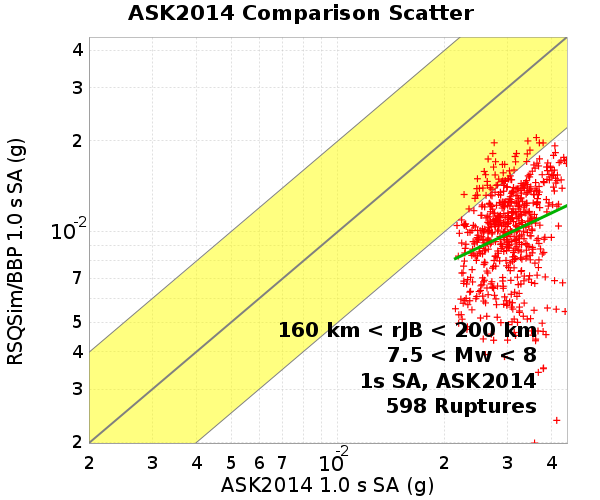 ASK2014 Comparison Scatter
RSQSim/BBP 1.0 s SA (g)
4
3
2
10-2
7
5
4
3
2
160 km < rJB < 200 km
7.5 < Mw < 8
1s SA, ASK2014
598 Ruptures
2 3 4 5 6 7 10-2 2 3 4
ASK2014 1.0 s SA (g)